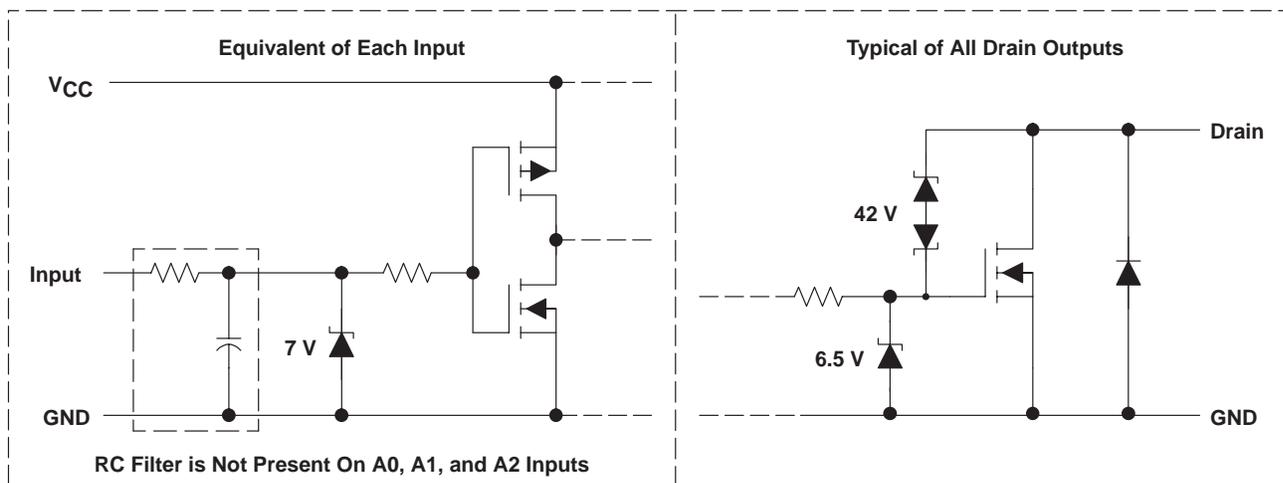 Equivalent of Each Input
VCC
Input
7 V
GND
RC Filter is Not Present On A0, A1, and A2 Inputs
Typical of All Drain Outputs
Drain
42 V
6.5 V
GND